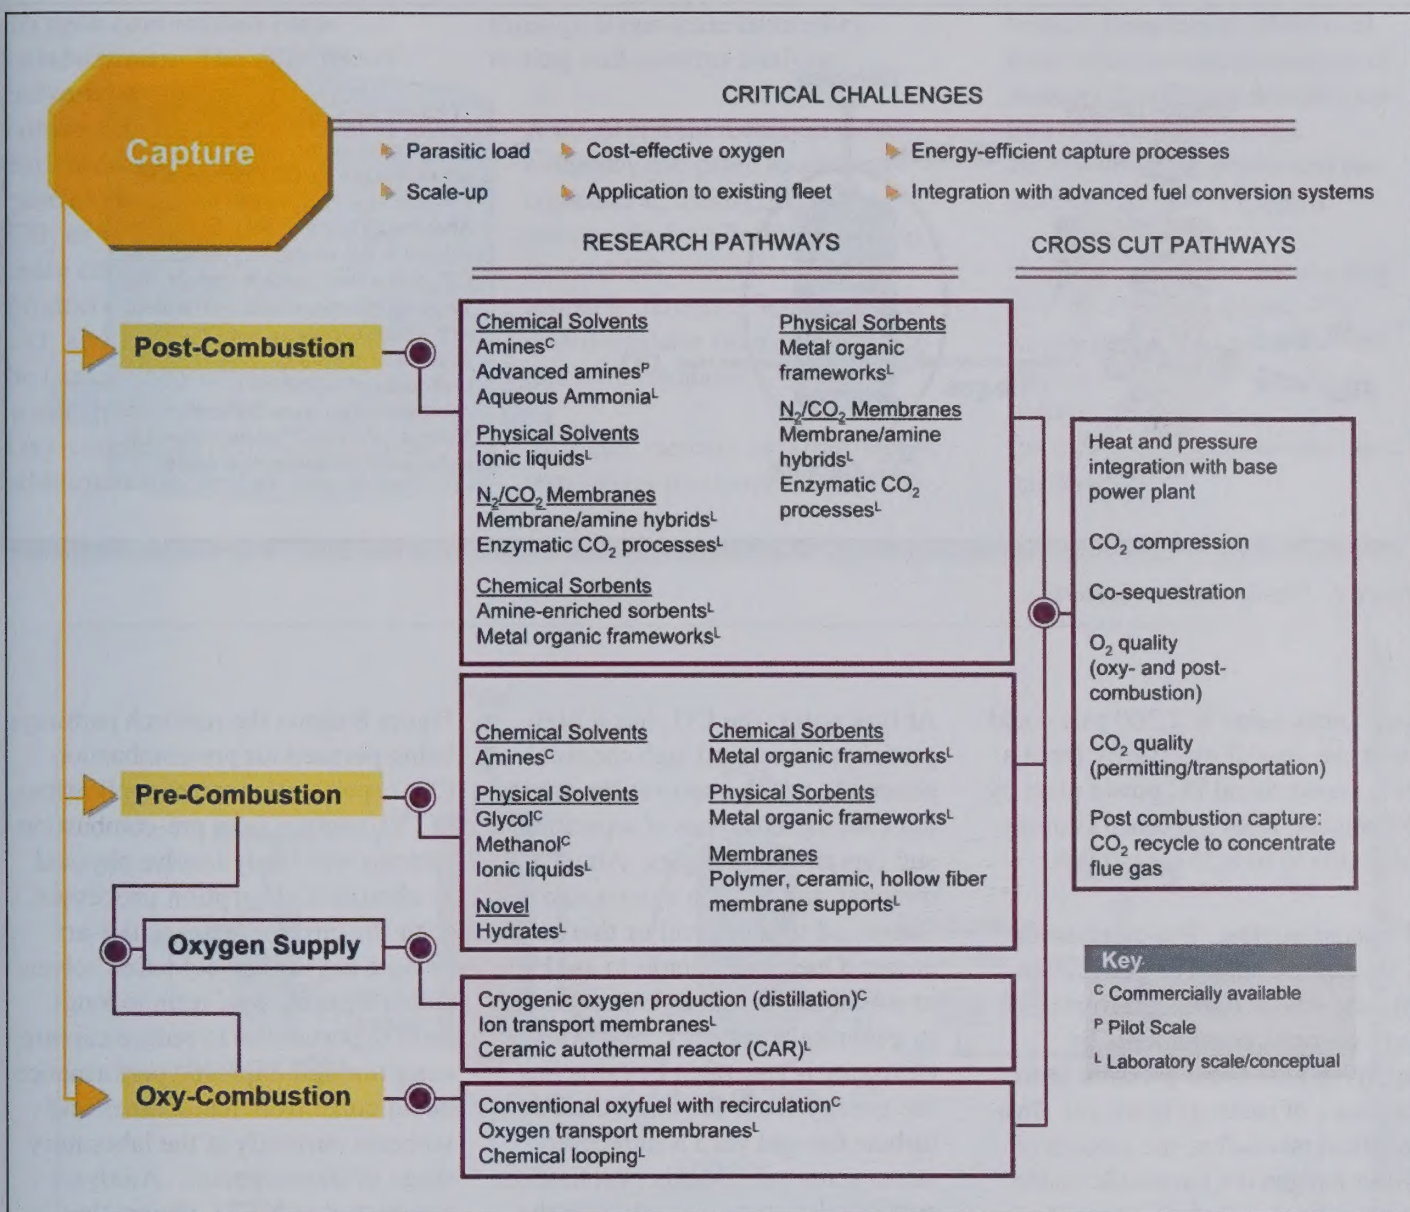 Capture
CRITICAL CHALLENGES
Parasitic load
Cost-effective oxygen
Energy-efficient capture processes
Scale-up
Application to existing fleet
Integration with advanced fuel conversion systems
RESEARCH PATHWAYS
CROSS CUT PATHWAYS
Post-Combustion
Chemical Solvents
Aminesᶜ
Advanced aminesᴾ
Aqueous Ammoniaᴸ
Physical Solvents
Ionic liquidsᴸ
N₂/CO₂ Membranes
Membrane/amine hybridsᴸ
Enzymatic CO₂ processesᴸ
Chemical Sorbents
Amine-enriched sorbentsᴸ
Metal organic frameworksᴸ
Physical Sorbents
Metal organic
frameworksᴸ
N₂/CO₂ Membranes
Membrane/amine
hybridsᴸ
Enzymatic CO₂
processesᴸ
Heat and pressure
integration with base
power plant
CO₂ compression
Co-sequestration
O₂ quality
(oxy- and post-
combustion)
CO₂ quality
(permitting/transportation)
Post combustion capture:
CO₂ recycle to concentrate
flue gas
Pre-Combustion
Chemical Solvents
Aminesᶜ
Physical Solvents
Glycolᶜ
Methanolᶜ
Ionic liquidsᴸ
Novel
Hydratesᴸ
Chemical Sorbents
Metal organic frameworksᴸ
Physical Sorbents
Metal organic frameworksᴸ
Membranes
Polymer, ceramic, hollow fiber
membrane supportsᴸ
Oxygen Supply
Cryogenic oxygen production (distillation)ᶜ
Ion transport membranesᴸ
Ceramic autothermal reactor (CAR)ᴸ
Oxy-Combustion
Conventional oxyfuel with recirculationᶜ
Oxygen transport membranesᴸ
Chemical loopingᴸ
Key
ᶜ Commercially available
ᴾ Pilot Scale
ᴸ Laboratory scale/conceptual